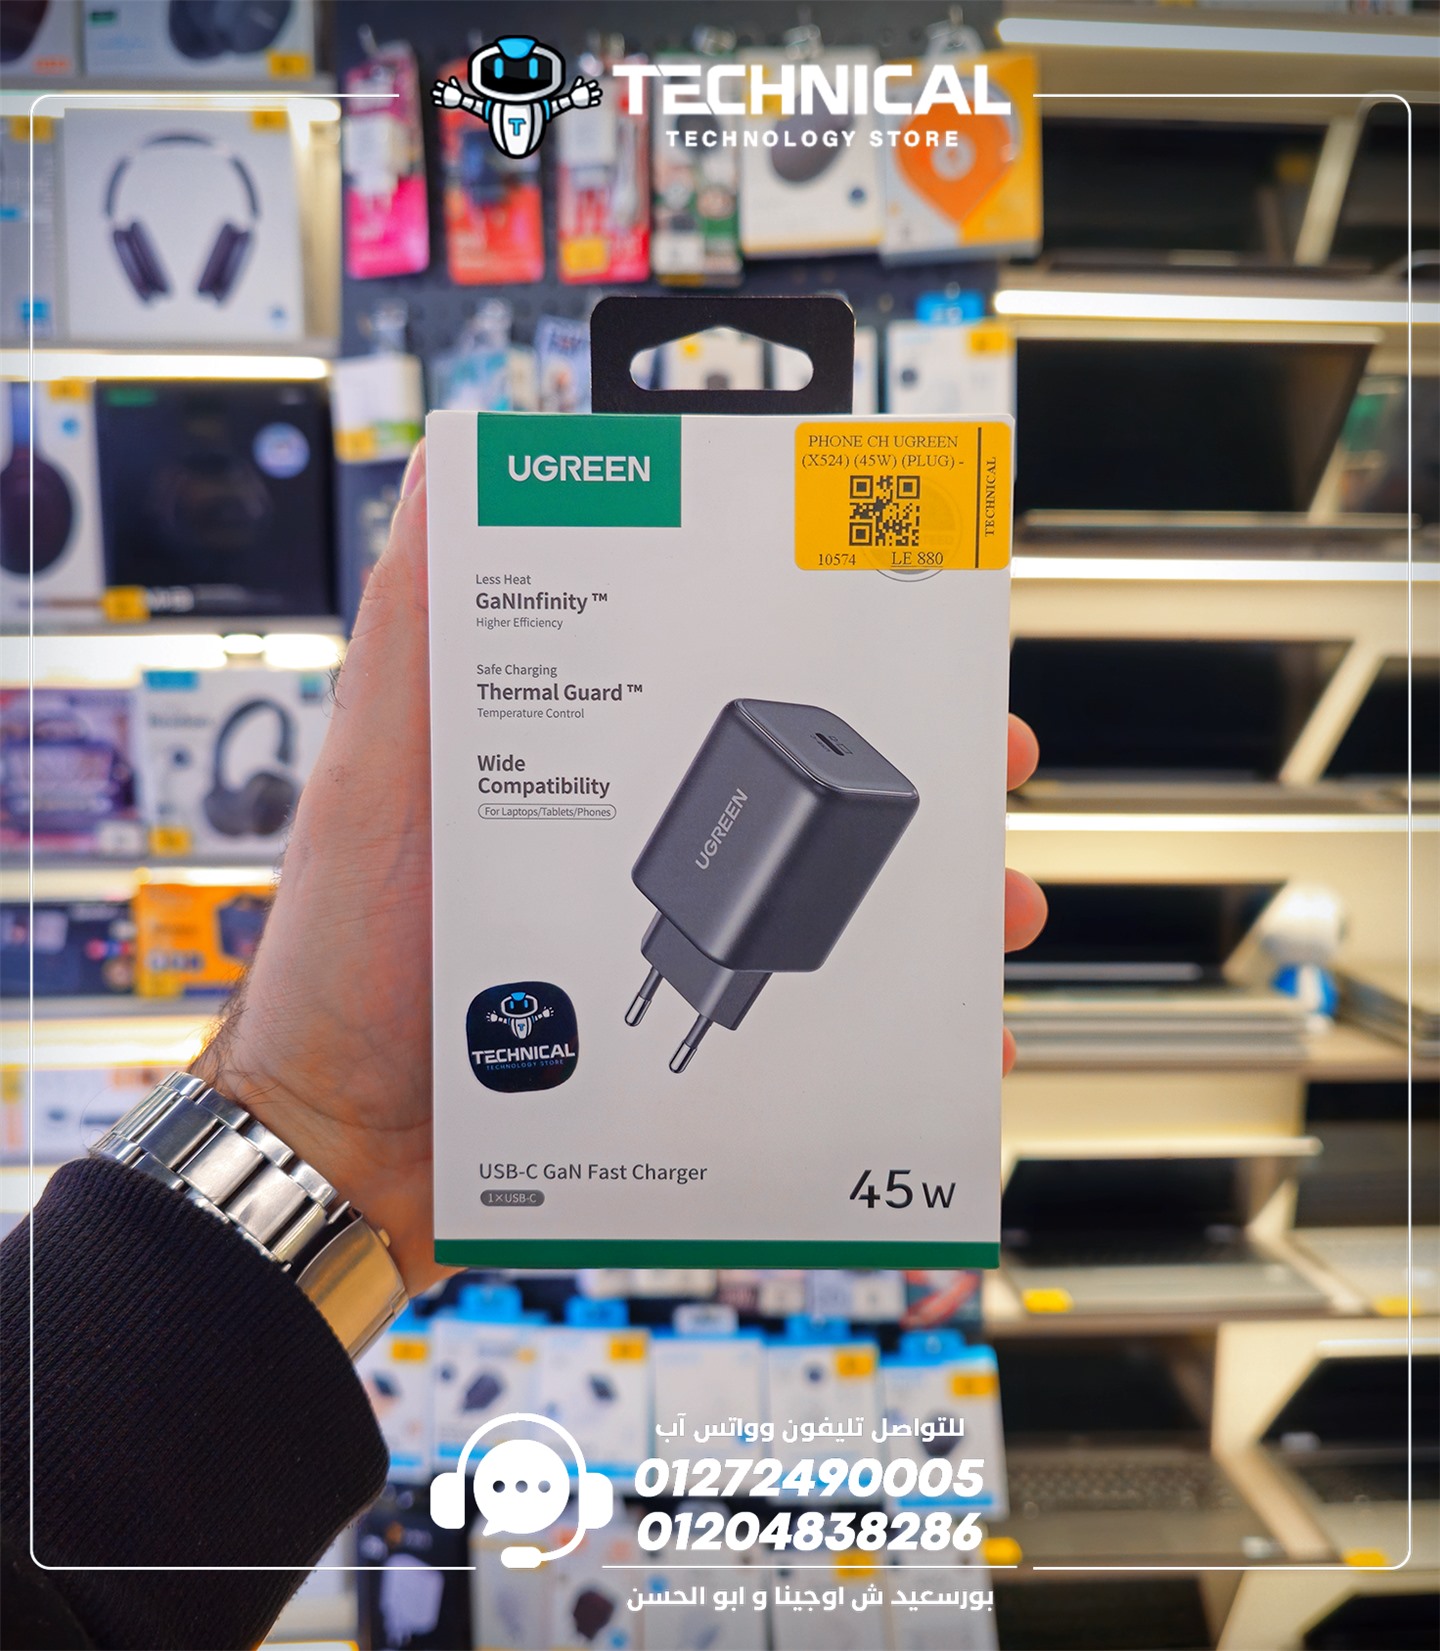 TECHNICAL
TECHNOLOGY STORE
UGREEN
PHONE CH UGREEN
(X524) (45W) (PLUG) -
TECHNICAL
10574 LE 880
Less Heat
GaNInfinity™
Higher Efficiency
Safe Charging
Thermal Guard™
Temperature Control
Wide
Compatibility
For Laptops/Tablets/Phones
UGREEN
TECHNICAL
TECHNOLOGY STORE
USB-C GaN Fast Charger
1×USB-C
45W
للتواصل تليفون وواتس آب
01272490005
01204838286
بورسعيد ش اوجينا و ابو الحسن